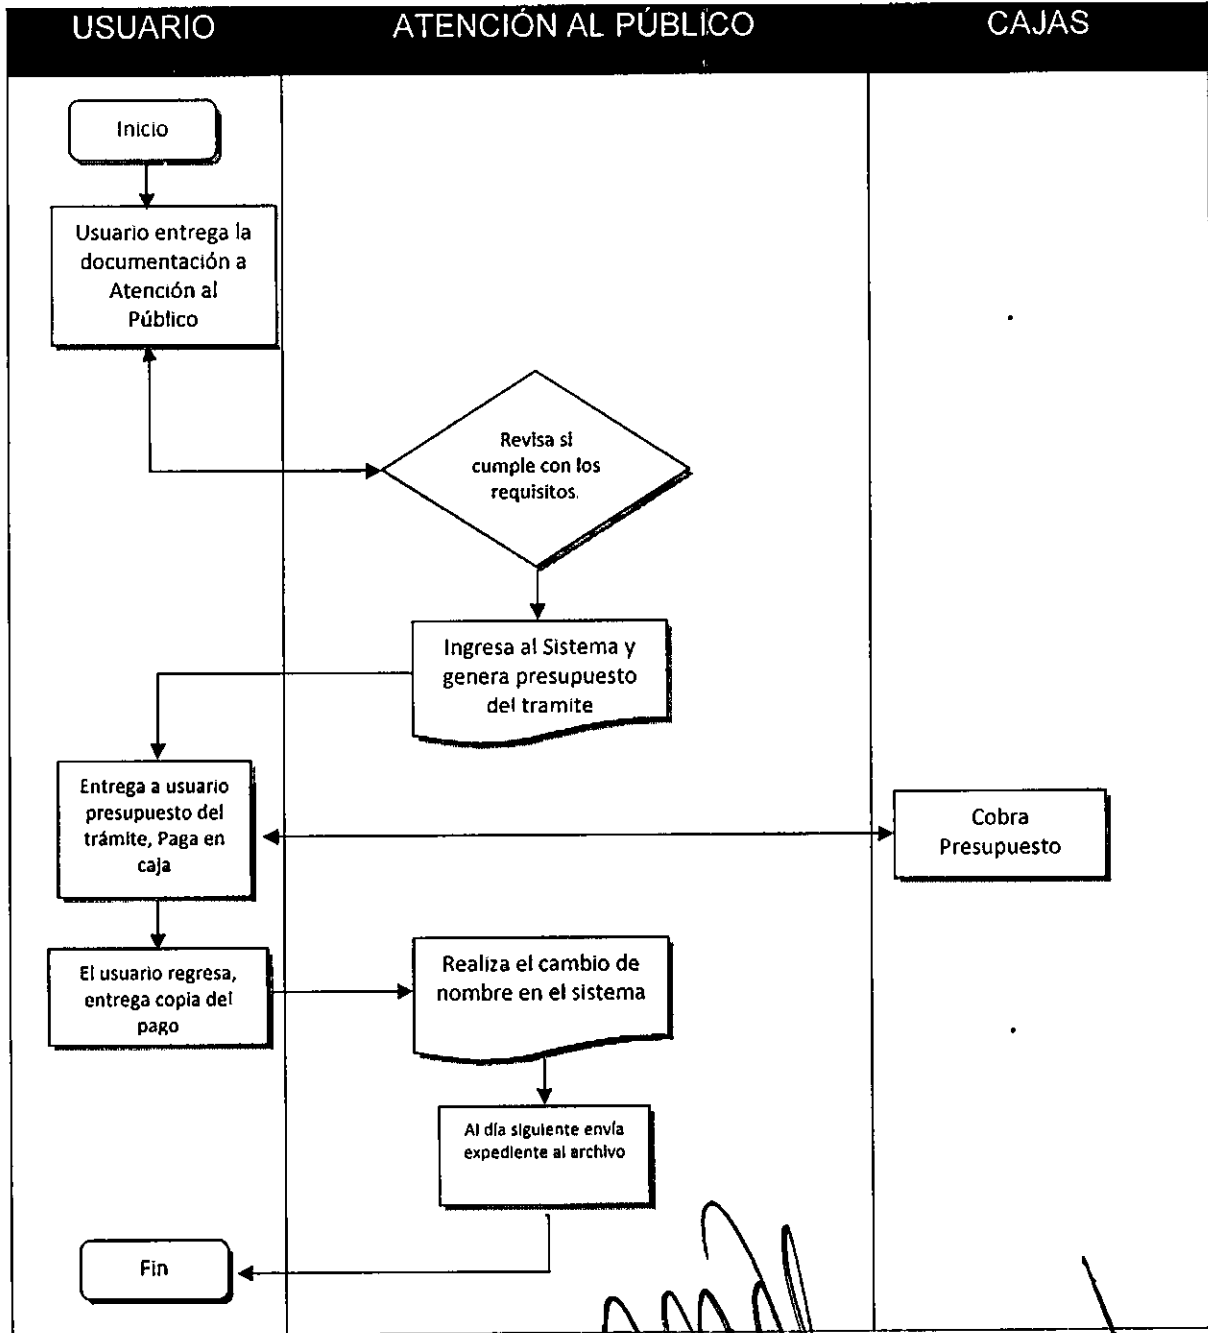 USUARIO
ATENCIÓN AL PÚBLICO
CAJAS
Inicio
Usuario entrega la
documentación a
Atención al
Público
Revisa si
cumple con los
requisitos.
Ingresa al Sistema y
genera presupuesto
del tramite
Entrega a usuario
presupuesto del
trámite, Paga en
caja
Cobra
Presupuesto
El usuario regresa,
entrega copia del
pago
Realiza el cambio de
nombre en el sistema
Al día siguiente envía
expediente al archivo
Fin